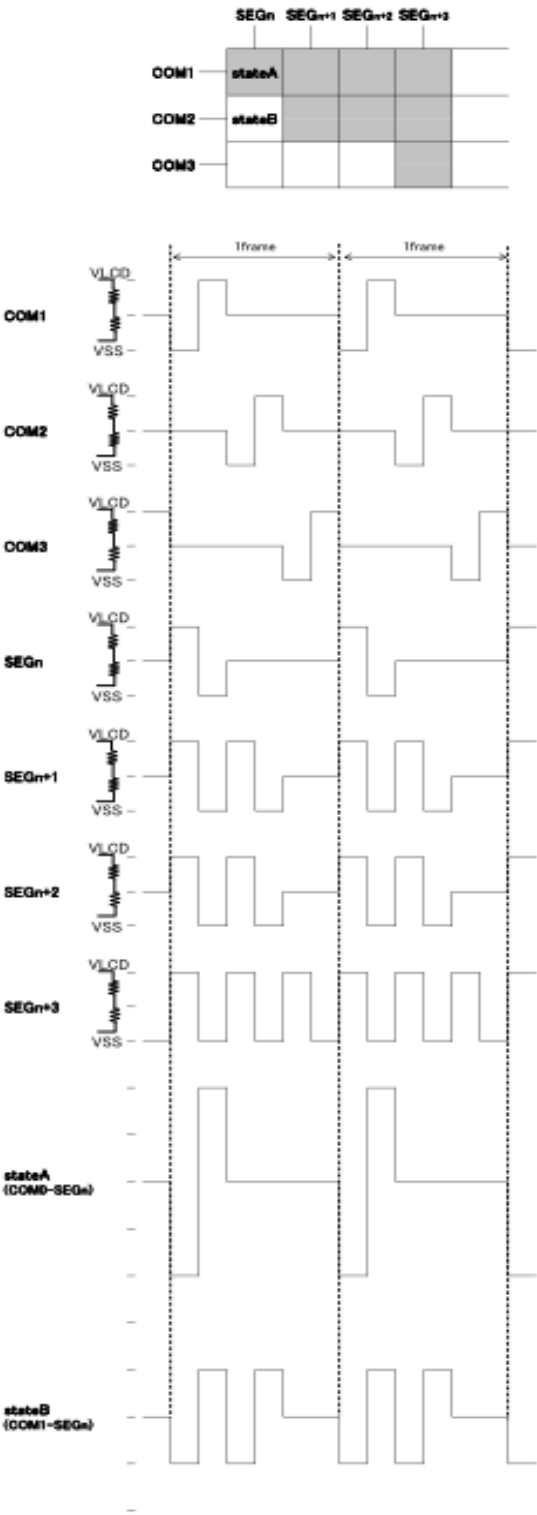 SEGn SEGn+1 SEGn+2 SEGn+3
COM1 stateA
COM2 stateB
COM3
1frame 1frame
VLCD
COM1
VSS
VLCD
COM2
VSS
VLCD
COM3
VSS
VLCD
SEGn
VSS
VLCD
SEGn+1
VSS
VLCD
SEGn+2
VSS
VLCD
SEGn+3
VSS
stateA
(COM0-SEGn)
stateB
(COM1-SEGn)